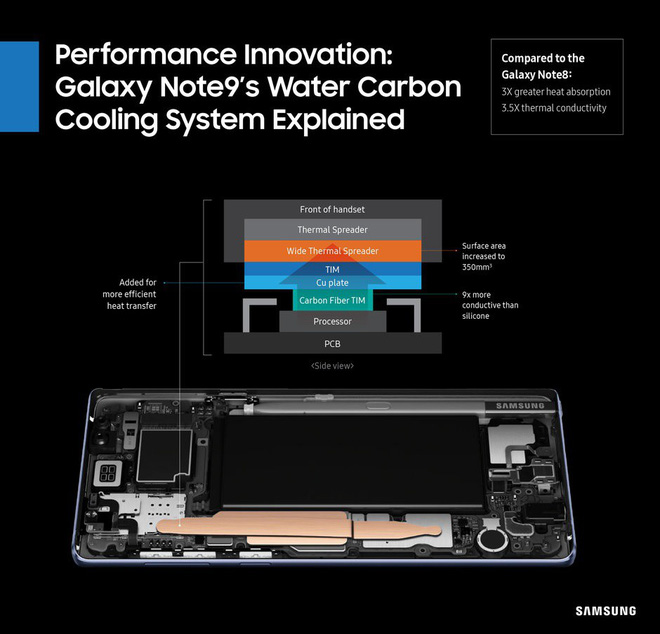 Performance Innovation:
Galaxy Note9's Water Carbon
Cooling System Explained
Compared to the
Galaxy Note8:
3X greater heat absorption
3.5X thermal conductivity
Front of handset
Thermal Spreader
Wide Thermal Spreader
TIM
Cu plate
Carbon Fiber TIM
Processor
PCB
Surface area
increased to
350mm³
Added for
more efficient
heat transfer
9x more
conductive than
silicone
<Side view>
SAMSUNG
SAMSUNG